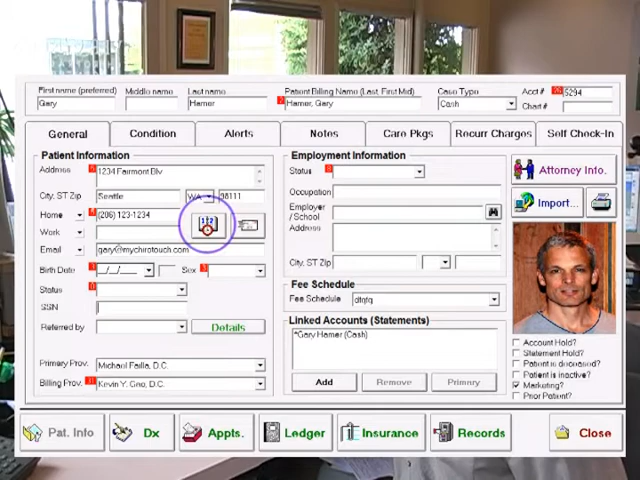 First name (preferred) Middle name Last name Patient Billing Name (Last, First Mid) Case Type Acct # 5294
Gary Hamer Hamer, Gary Cash Chart #
General Condition Alerts Notes Care Pkgs Recurr Charges Self Check-In
Patient Information
Address 1234 Fairmont Blv
City, ST Zip Seattle WA 98111
Home (206) 123-1234
Work
Email gary@mychirotouch.com
Birth Date __/__/____ Sex
Status
SSN
Referred by Details
Primary Prov. Michael Failla, D.C.
Billing Prov. Kevin Y. D.C.
Employment Information
Status
Occupation
Employer
/ School
Address
City, ST Zip
Fee Schedule
Fee Schedule
Linked Accounts (Statements)
*Gary Hamer (Cash)
Add Remove Primary
Attorney Info.
Import...
Account Hold?
Statement Hold?
Patient is deceased?
Patient is inactive?
Marketing?
Prior Patient?
Pat. Info Dx Appts. Ledger Insurance Records Close